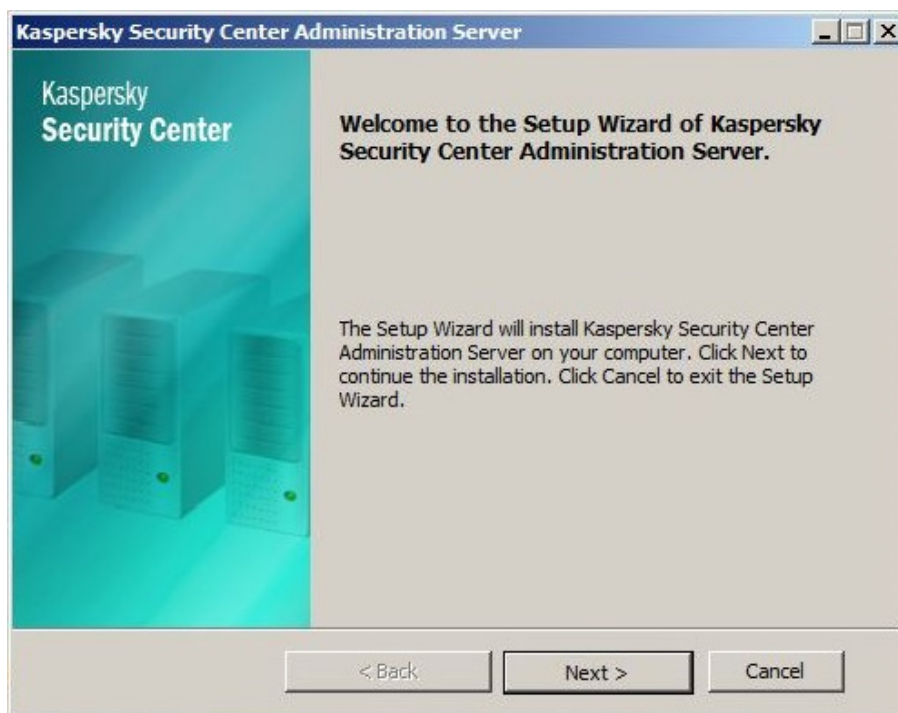 Kaspersky Security Center Administration Server
Kaspersky
Security Center
Welcome to the Setup Wizard of Kaspersky
Security Center Administration Server.
The Setup Wizard will install Kaspersky Security Center
Administration Server on your computer. Click Next to
continue the installation. Click Cancel to exit the Setup
Wizard.
< Back
Next >
Cancel